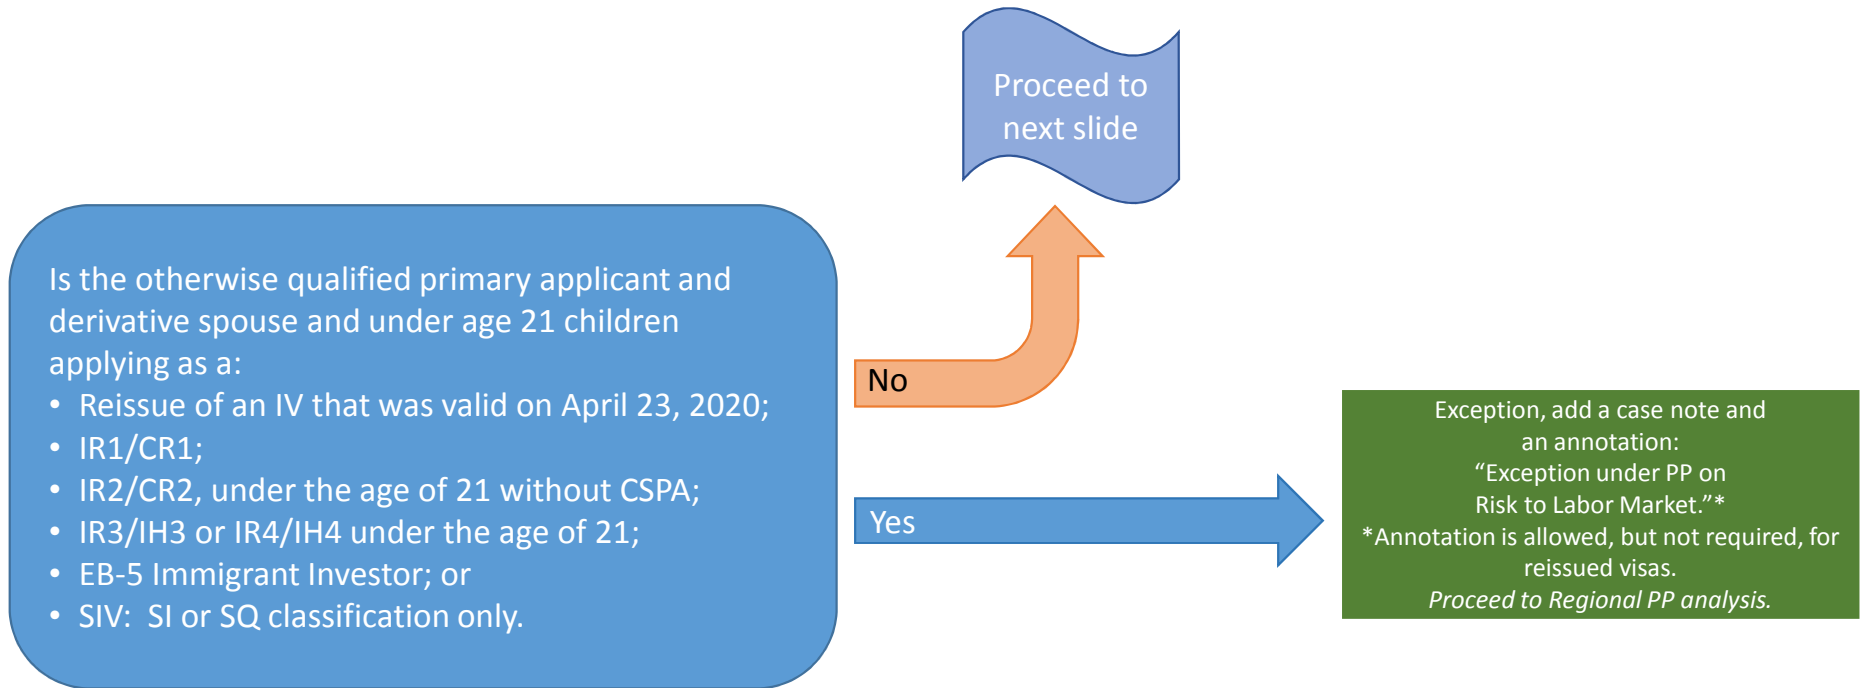 Proceed to
next slide
Is the otherwise qualified primary applicant and
derivative spouse and under age 21 children
applying as a:
• Reissue of an IV that was valid on April 23, 2020;
• IR1/CR1;
• IR2/CR2, under the age of 21 without CSPA;
• IR3/IH3 or IR4/IH4 under the age of 21;
• EB-5 Immigrant Investor; or
• SIV:  SI or SQ classification only.
No
Yes
Exception, add a case note and
an annotation:
“Exception under PP on
Risk to Labor Market.”*
*Annotation is allowed, but not required, for
reissued visas.
Proceed to Regional PP analysis.